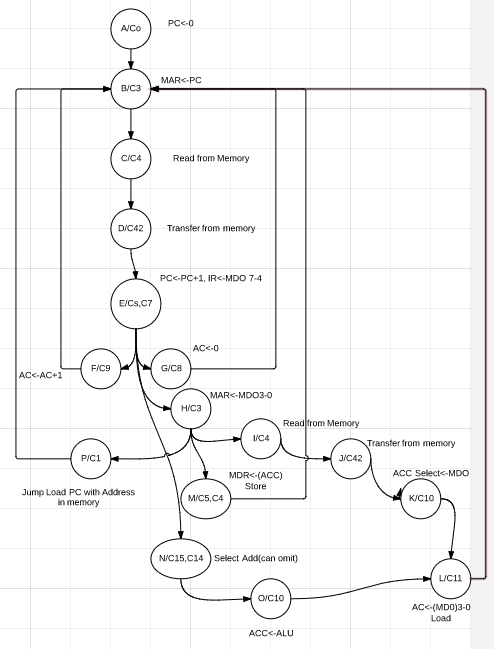 A/Co PC<-0
B/C3 MAR<-PC
C/C4 Read from Memory
D/C42 Transfer from memory
PC<-PC+1, IR<-MDO 7-4
E/Cs,C7
AC<-0
F/C9 G/C8
AC<-AC+1
MAR<-MDO3-0
H/C3
Read from Memory
I/C4
Transfer from memory
P/C1 J/C42
ACC Select<-MDO
MDR<-(ACC)
Store
Jump Load PC with Address
in memory
M/C5,C4 K/C10
N/C15,C14 Select Add(can omit)
L/C11
O/C10
AC<-(MD0)3-0
Load
ACC<-ALU